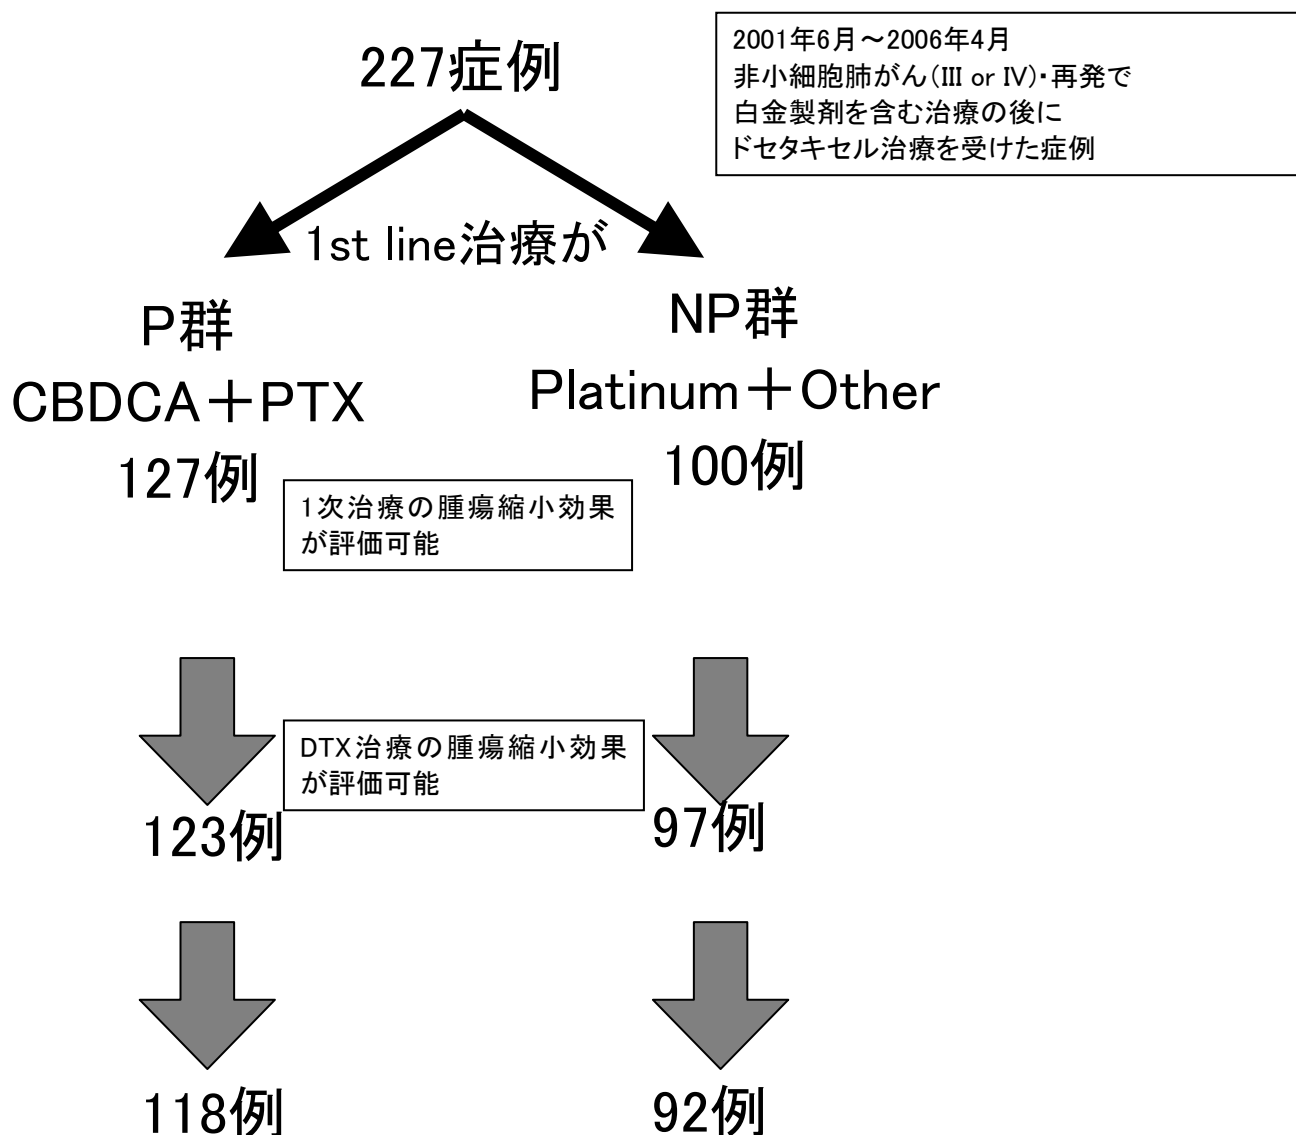 227症例
2001年6月～2006年4月
非小細胞肺がん（III or IV）・再発で
白金製剤を含む治療の後に
ドセタキセル治療を受けた症例
1st line治療が
P群
CBDCA＋PTX
127例
NP群
Platinum＋Other
100例
1次治療の腫瘍縮小効果
が評価可能
DTX治療の腫瘍縮小効果
が評価可能
123例
97例
118例
92例